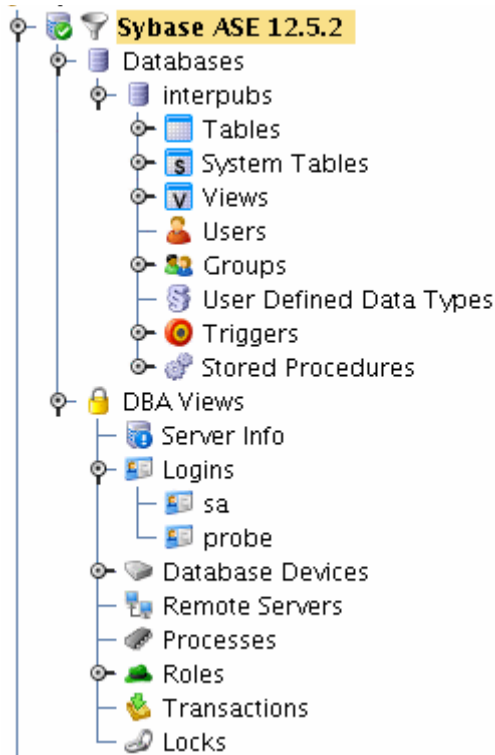 Sybase ASE 12.5.2
Databases
interpubs
Tables
System Tables
Views
Users
Groups
User Defined Data Types
Triggers
Stored Procedures
DBA Views
Server Info
Logins
sa
probe
Database Devices
Remote Servers
Processes
Roles
Transactions
Locks